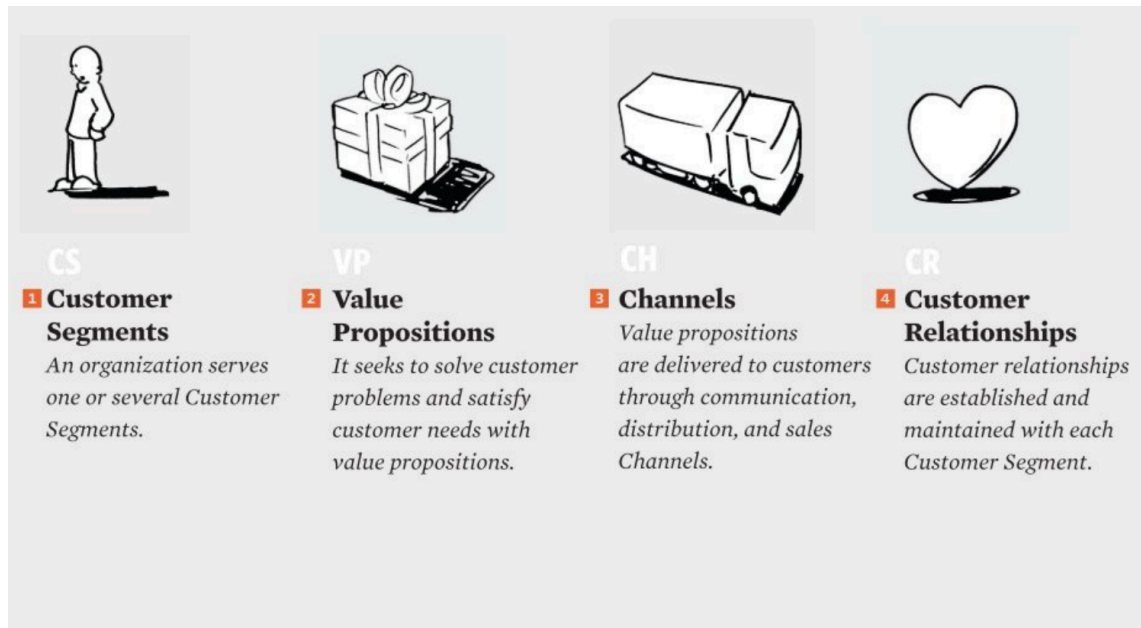 CS
1 Customer
Segments
An organization serves
one or several Customer
Segments.
VP
2 Value
Propositions
It seeks to solve customer
problems and satisfy
customer needs with
value propositions.
CH
3 Channels
Value propositions
are delivered to customers
through communication,
distribution, and sales
Channels.
CR
4 Customer
Relationships
Customer relationships
are established and
maintained with each
Customer Segment.